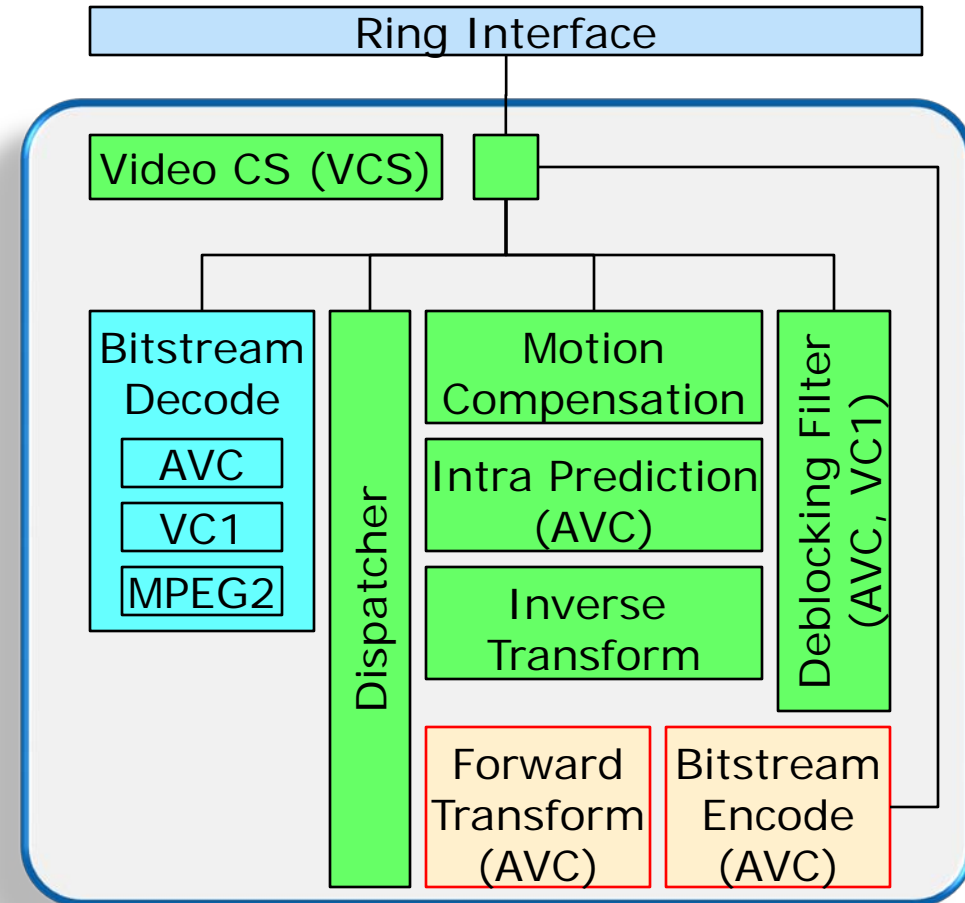 Ring Interface
Video CS (VCS)
Bitstream
Decode
AVC
VC1
MPEG2
Dispatcher
Motion
Compensation
Intra Prediction
(AVC)
Inverse
Transform
Deblocking Filter
(AVC, VC1)
Forward
Transform
(AVC)
Bitstream
Encode
(AVC)